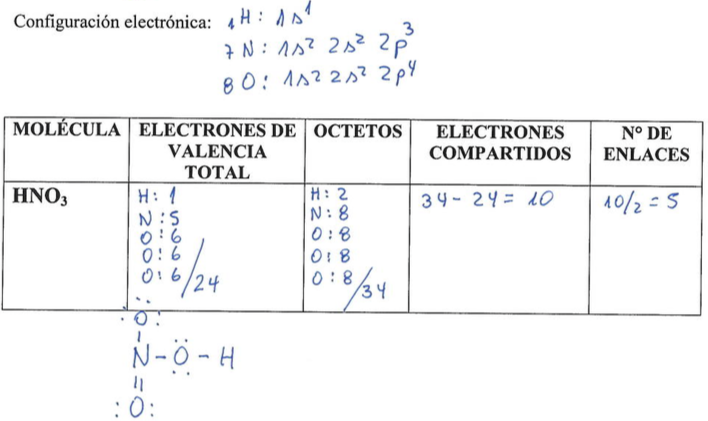 Configuración electrónica: ₁H: 1s¹
₇N: 1s² 2s² 2p³
₈O: 1s² 2s² 2p⁴
MOLÉCULA ELECTRONES DE VALENCIA TOTAL OCTETOS ELECTRONES COMPARTIDOS Nº DE ENLACES
HNO₃ H: 1 H: 2 34 - 24 = 10 10/2 = 5
N: 5 N: 8
O: 6 O: 8
O: 6 O: 8
O: 6 /24 O: 8 /34
:O:
N - O - H
:O: